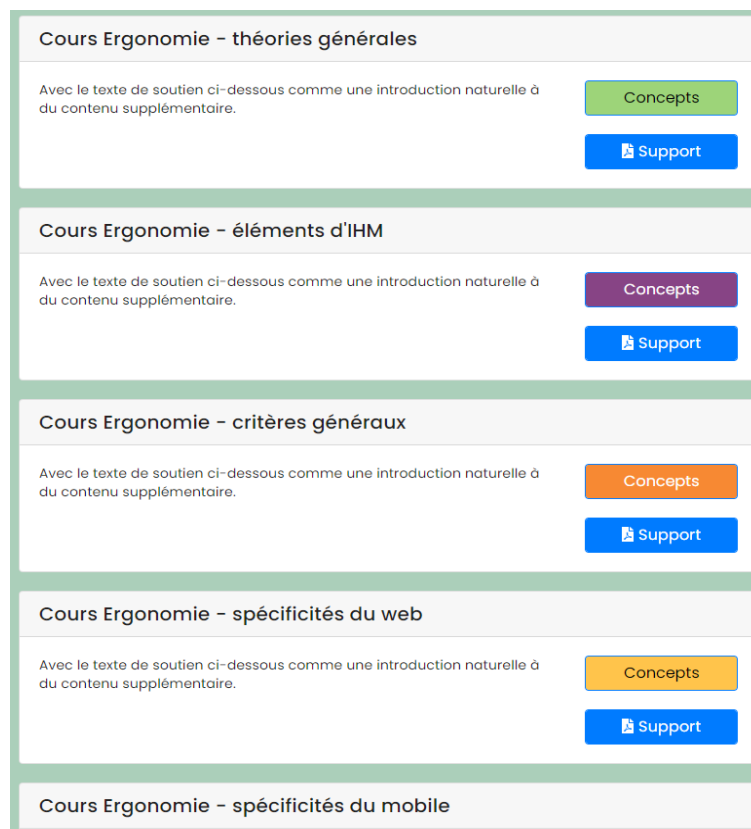 Cours Ergonomie - théories générales
Avec le texte de soutien ci-dessous comme une introduction naturelle à
du contenu supplémentaire.
Concepts
Support
Cours Ergonomie - éléments d'IHM
Avec le texte de soutien ci-dessous comme une introduction naturelle à
du contenu supplémentaire.
Concepts
Support
Cours Ergonomie - critères généraux
Avec le texte de soutien ci-dessous comme une introduction naturelle à
du contenu supplémentaire.
Concepts
Support
Cours Ergonomie - spécificités du web
Avec le texte de soutien ci-dessous comme une introduction naturelle à
du contenu supplémentaire.
Concepts
Support
Cours Ergonomie - spécificités du mobile